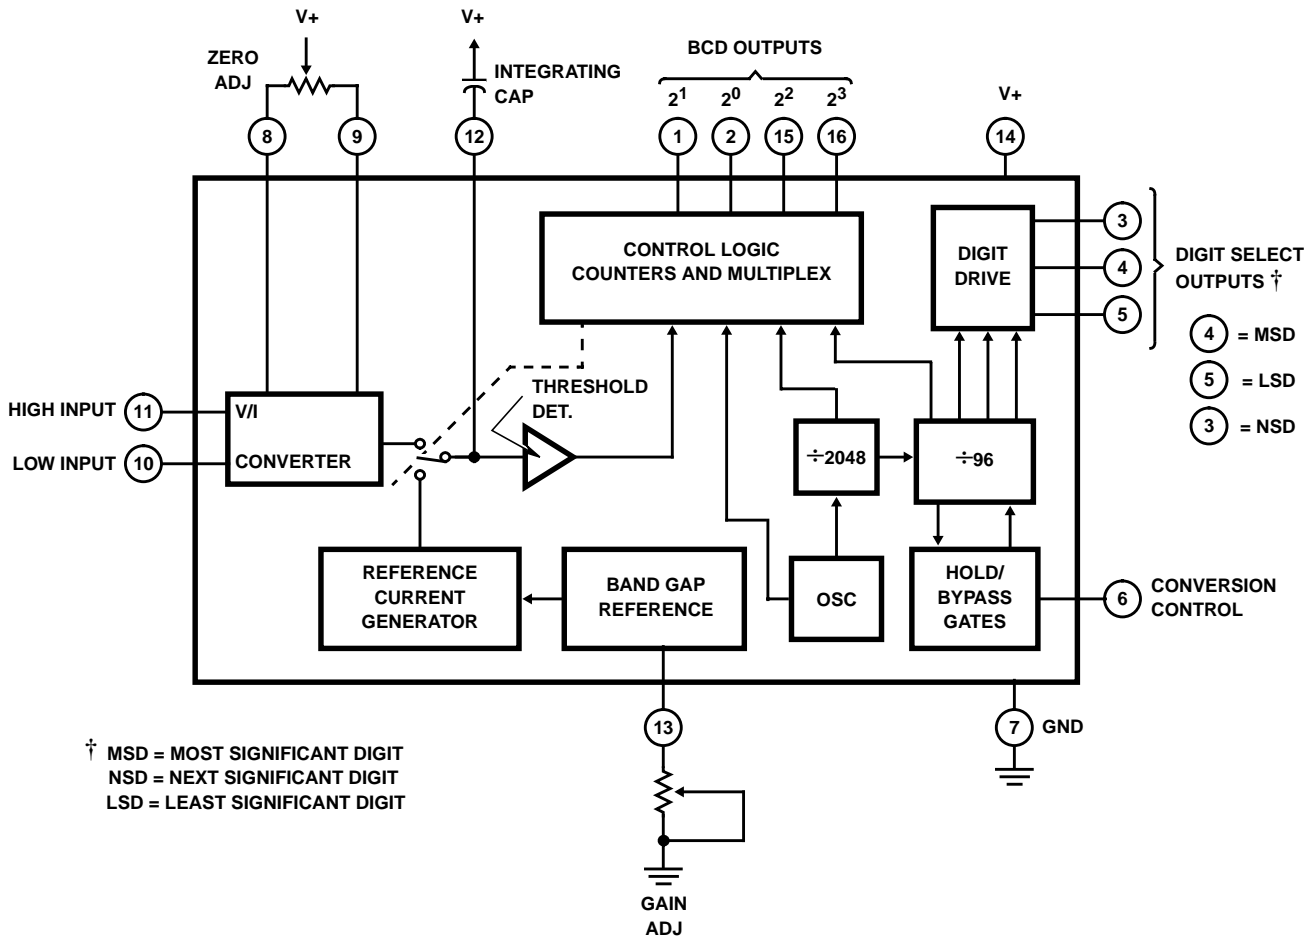 V+
V+
ZERO
ADJ
INTEGRATING
CAP
BCD OUTPUTS
2¹ 2⁰ 2² 2³
V+
8
9
12
1
2
15
16
14
CONTROL LOGIC
COUNTERS AND MULTIPLEX
DIGIT
DRIVE
3
4
5
DIGIT SELECT
OUTPUTS †
4 = MSD
5 = LSD
3 = NSD
THRESHOLD
DET.
HIGH INPUT 11
LOW INPUT 10
V/I
CONVERTER
÷2048
÷96
REFERENCE
CURRENT
GENERATOR
BAND GAP
REFERENCE
OSC
HOLD/
BYPASS
GATES
6 CONVERSION
CONTROL
13
7 GND
† MSD = MOST SIGNIFICANT DIGIT
NSD = NEXT SIGNIFICANT DIGIT
LSD = LEAST SIGNIFICANT DIGIT
GAIN
ADJ